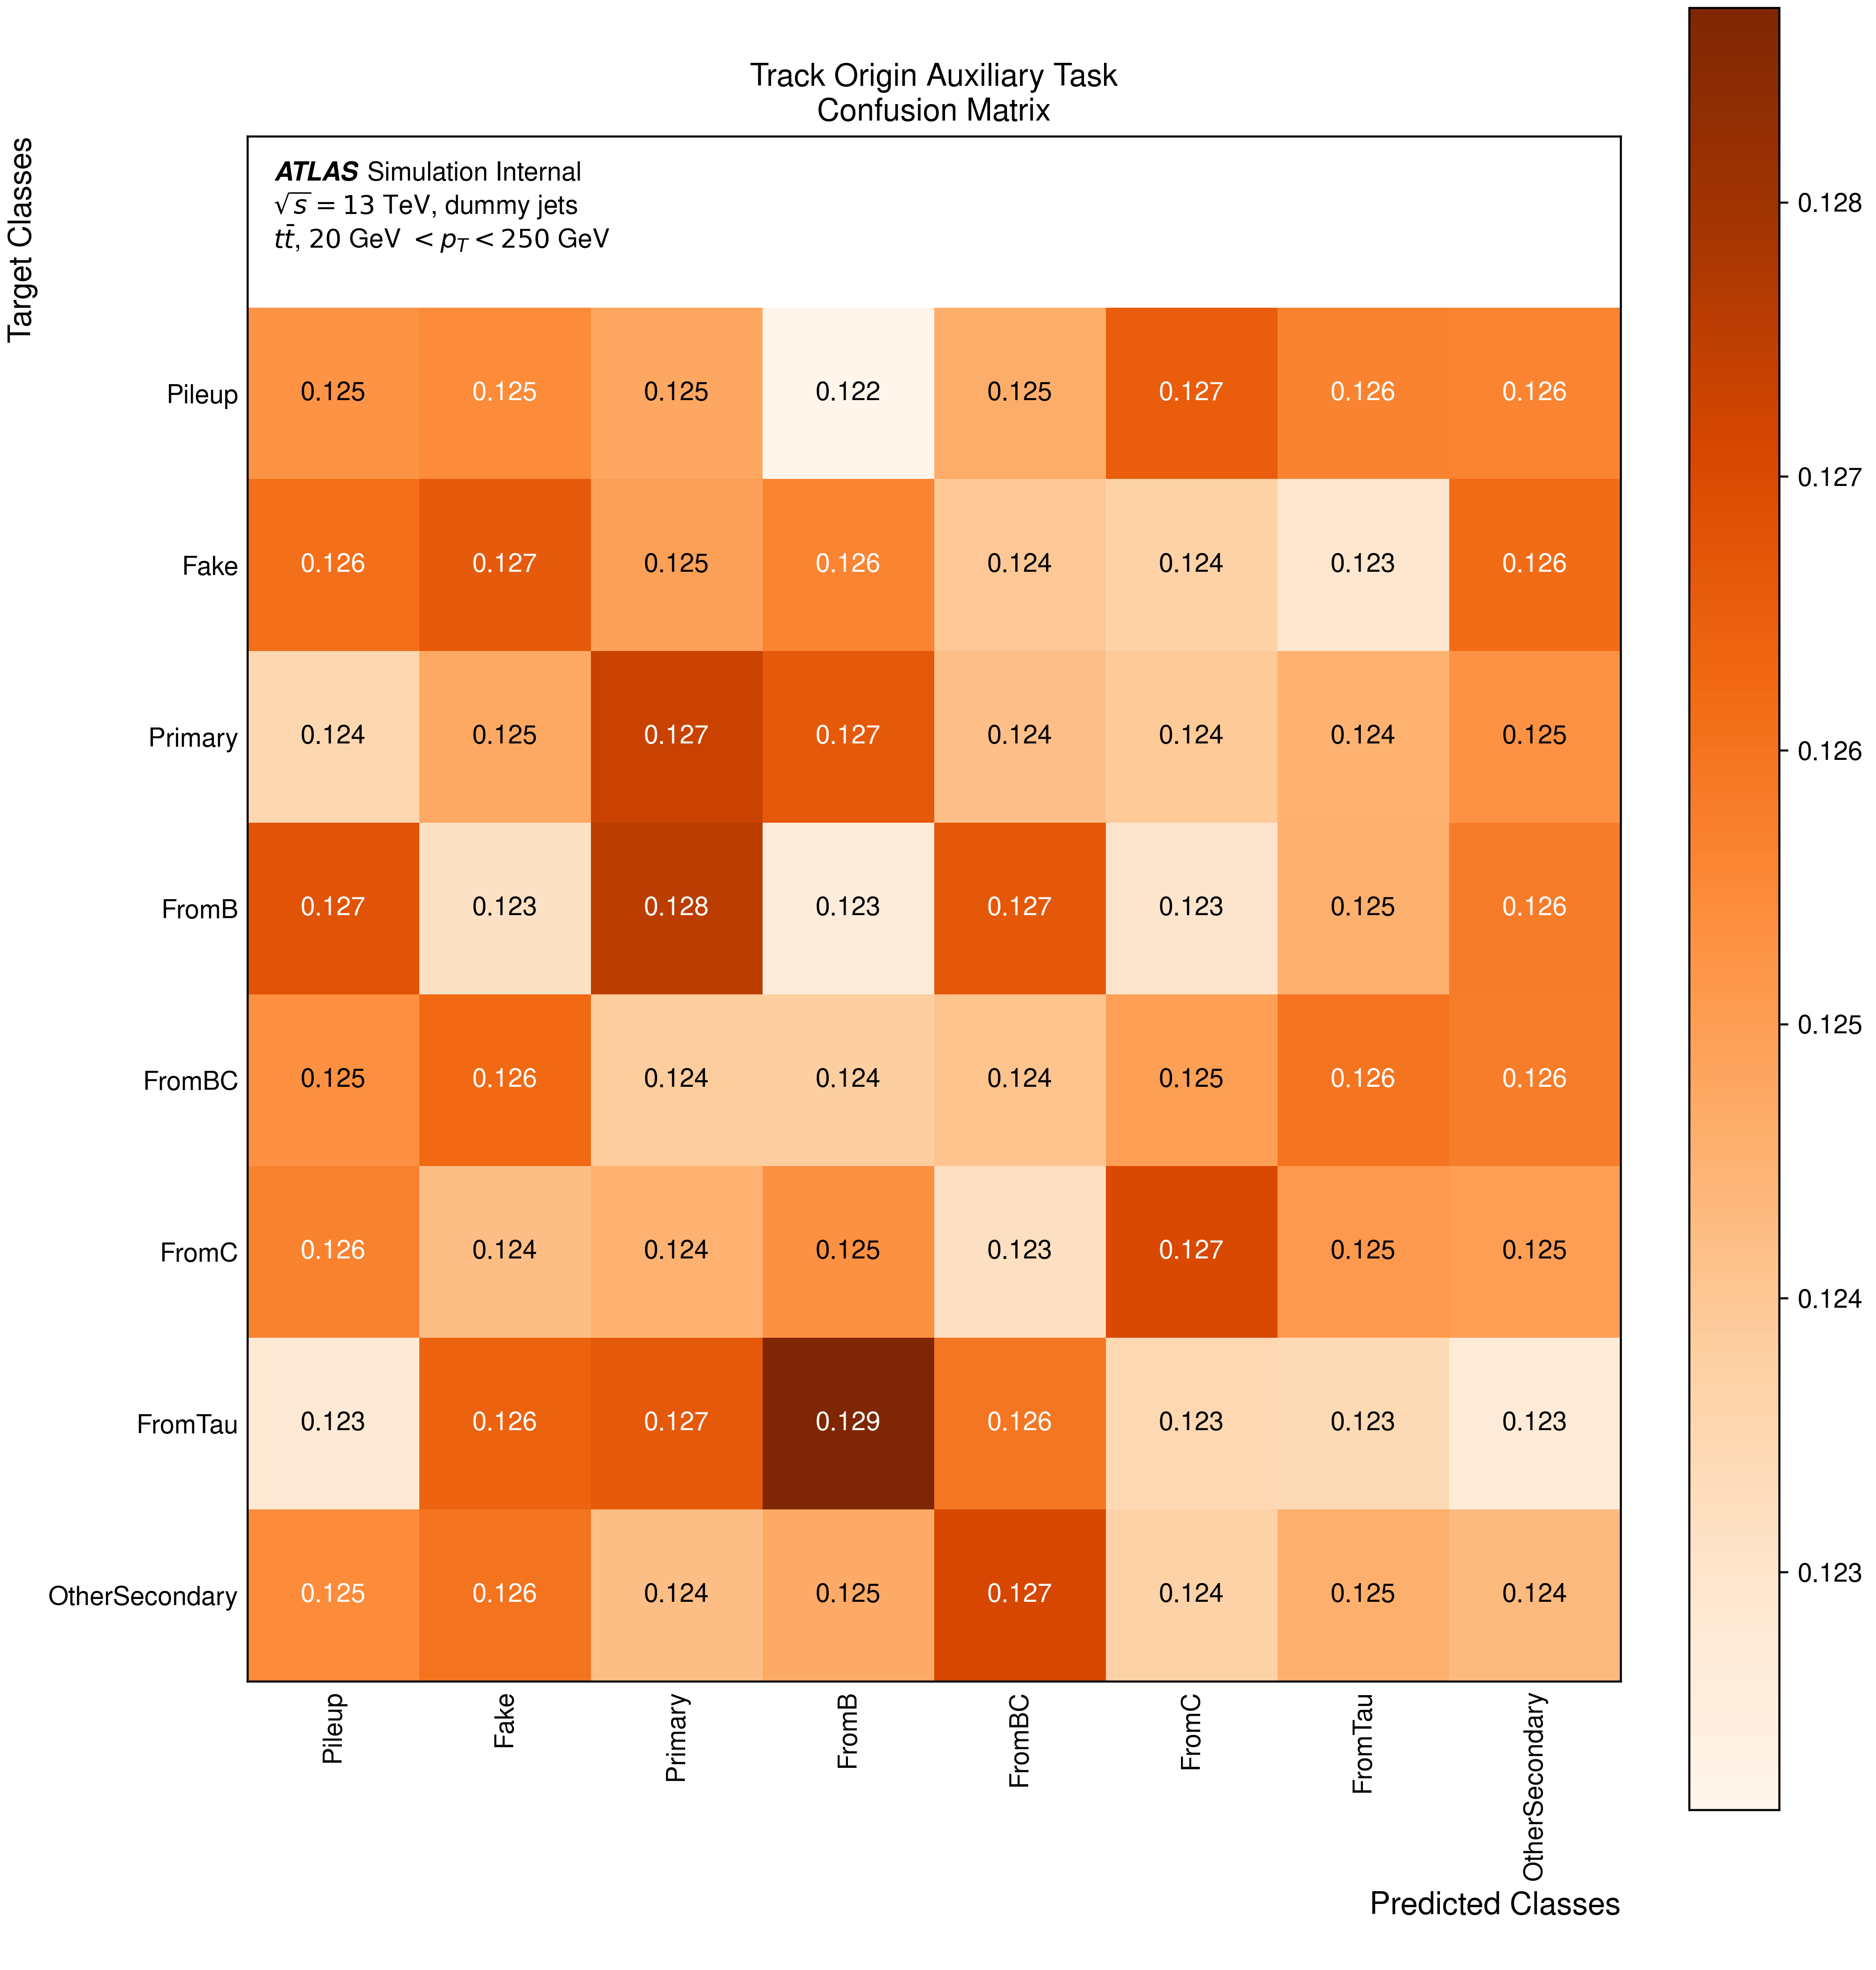 Track Origin Auxiliary Task
Confusion Matrix
Target Classes
ATLAS Simulation Internal
√s = 13 TeV, dummy jets
tt̄, 20 GeV < p_T < 250 GeV
Pileup 0.125 0.125 0.125 0.122 0.125 0.127 0.126 0.126
Fake 0.126 0.127 0.125 0.126 0.124 0.124 0.123 0.126
Primary 0.124 0.125 0.127 0.127 0.124 0.124 0.124 0.125
FromB 0.127 0.123 0.128 0.123 0.127 0.123 0.125 0.126
FromBC 0.125 0.126 0.124 0.124 0.124 0.125 0.126 0.126
FromC 0.126 0.124 0.124 0.125 0.123 0.127 0.125 0.125
FromTau 0.123 0.126 0.127 0.129 0.126 0.123 0.123 0.123
OtherSecondary 0.125 0.126 0.124 0.125 0.127 0.124 0.125 0.124
Pileup Fake Primary FromB FromBC FromC FromTau OtherSecondary
Predicted Classes
0.128
0.127
0.126
0.125
0.124
0.123